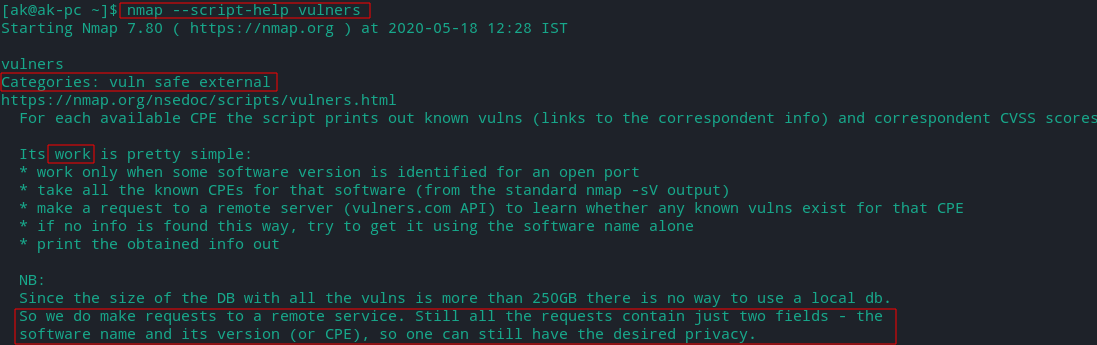 [ak@ak-pc ~]$ nmap --script-help vulners
Starting Nmap 7.80 ( https://nmap.org ) at 2020-05-18 12:28 IST
vulners
Categories: vuln safe external
https://nmap.org/nsedoc/scripts/vulners.html
For each available CPE the script prints out known vulns (links to the correspondent info) and correspondent CVSS scores
Its work is pretty simple:
* work only when some software version is identified for an open port
* take all the known CPEs for that software (from the standard nmap -sV output)
* make a request to a remote server (vulners.com API) to learn whether any known vulns exist for that CPE
* if no info is found this way, try to get it using the software name alone
* print the obtained info out
NB:
Since the size of the DB with all the vulns is more than 250GB there is no way to use a local db.
So we do make requests to a remote service. Still all the requests contain just two fields - the
software name and its version (or CPE), so one can still have the desired privacy.